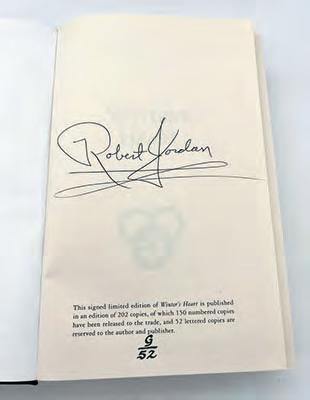 Robert Jordan
This signed limited edition of Winter's Heart is published
in an edition of 202 copies, of which 150 numbered copies
have been released to the trade, and 52 lettered copies are
reserved to the author and publisher.
G
52